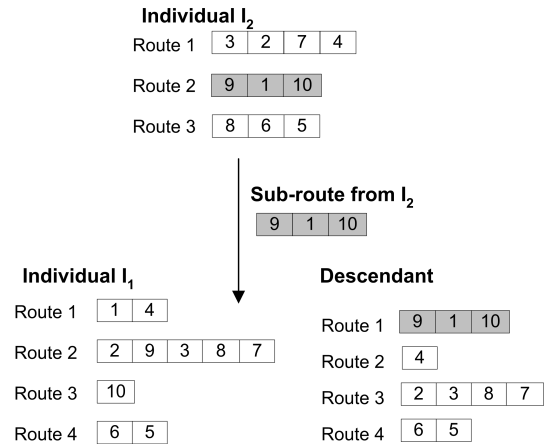 Individual I2
Route 1 3 2 7 4
Route 2 9 1 10
Route 3 8 6 5
Sub-route from I2
9 1 10
Individual I1
Route 1 1 4
Route 2 2 9 3 8 7
Route 3 10
Route 4 6 5
Descendant
Route 1 9 1 10
Route 2 4
Route 3 2 3 8 7
Route 4 6 5